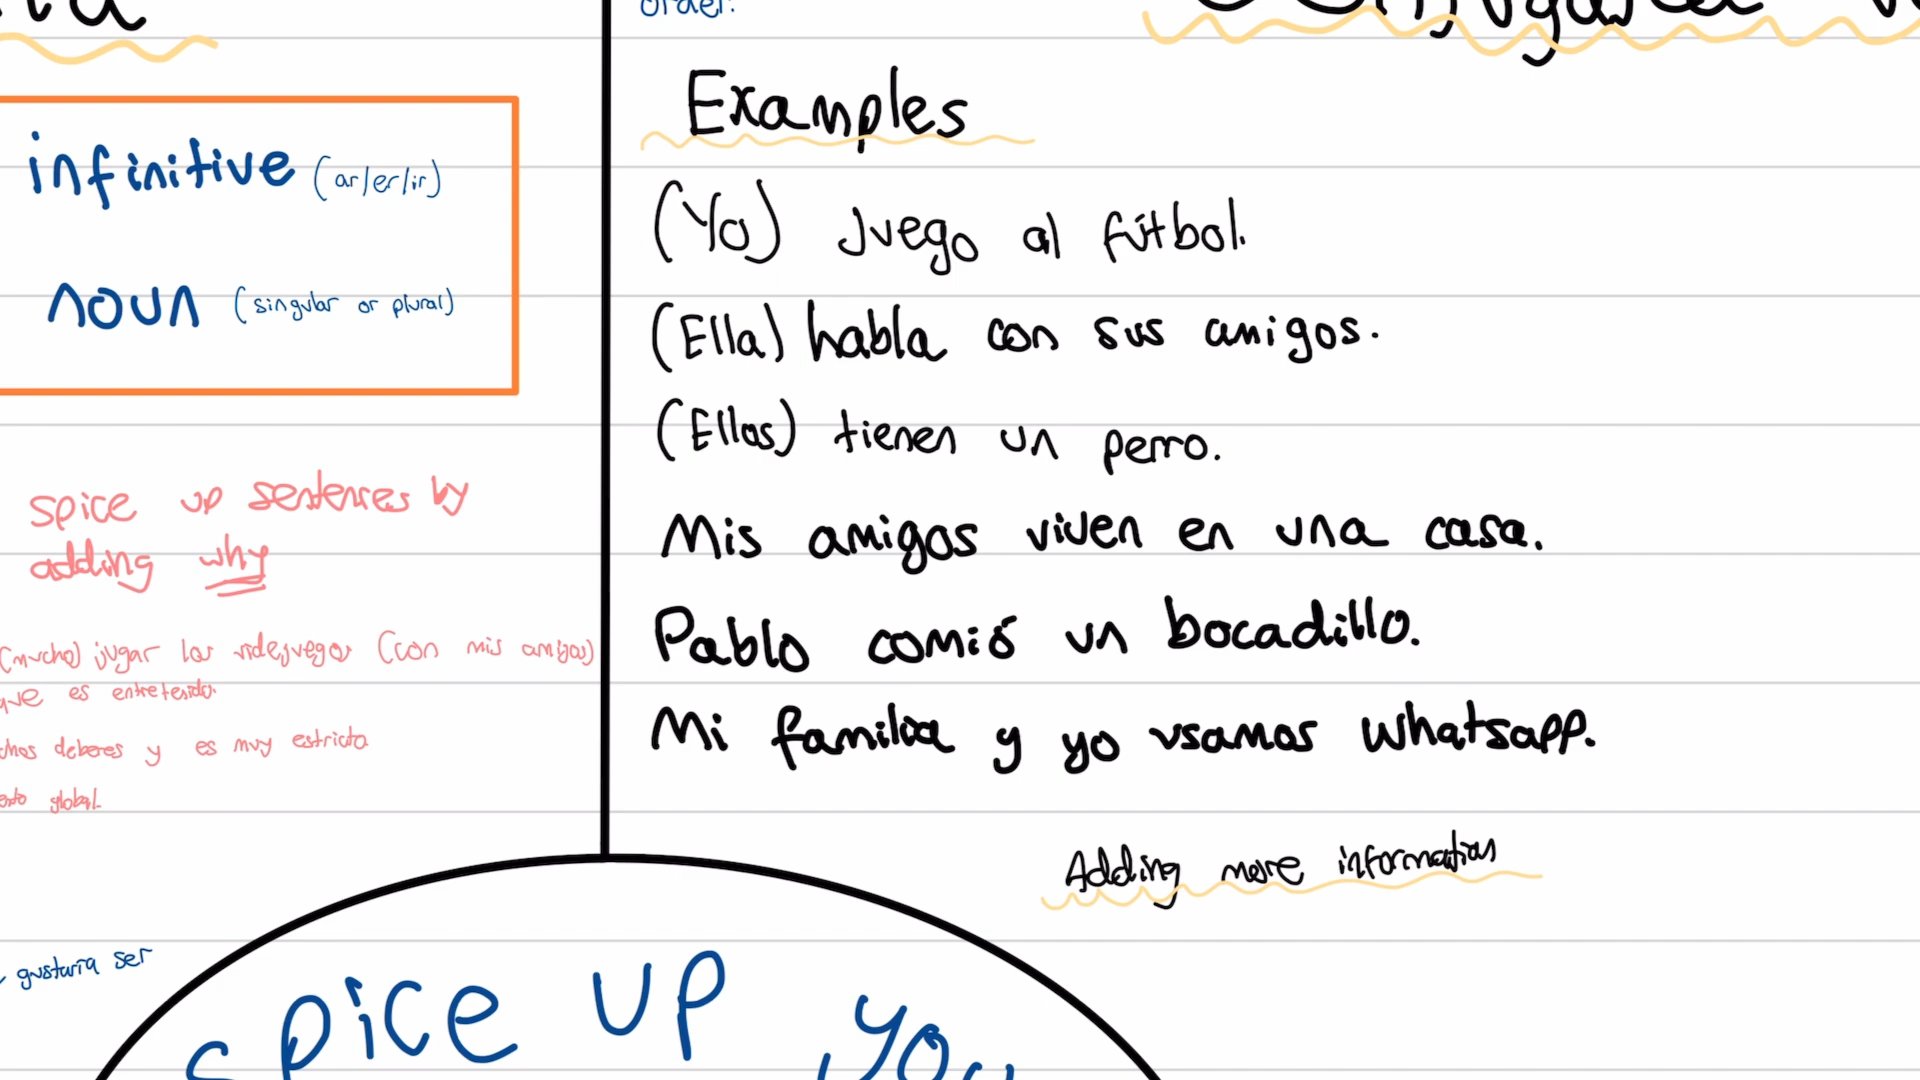 order:
Examples
infinitive (ar/er/ir)
noun (singular or plural)
(Yo) Juego al fútbol.
(Ella) habla con sus amigos.
(Ellos) tienen un perro.
Mis amigos viven en una casa.
Pablo comió un bocadillo.
Mi familia y yo usamos Whatsapp.
Adding more information
spice up sentences by
adding why
(mucho) jugar los videojuegos (con mis amigos)
que es entretenido.
deberes y es muy estricta
global.
gustaría ser
spice up